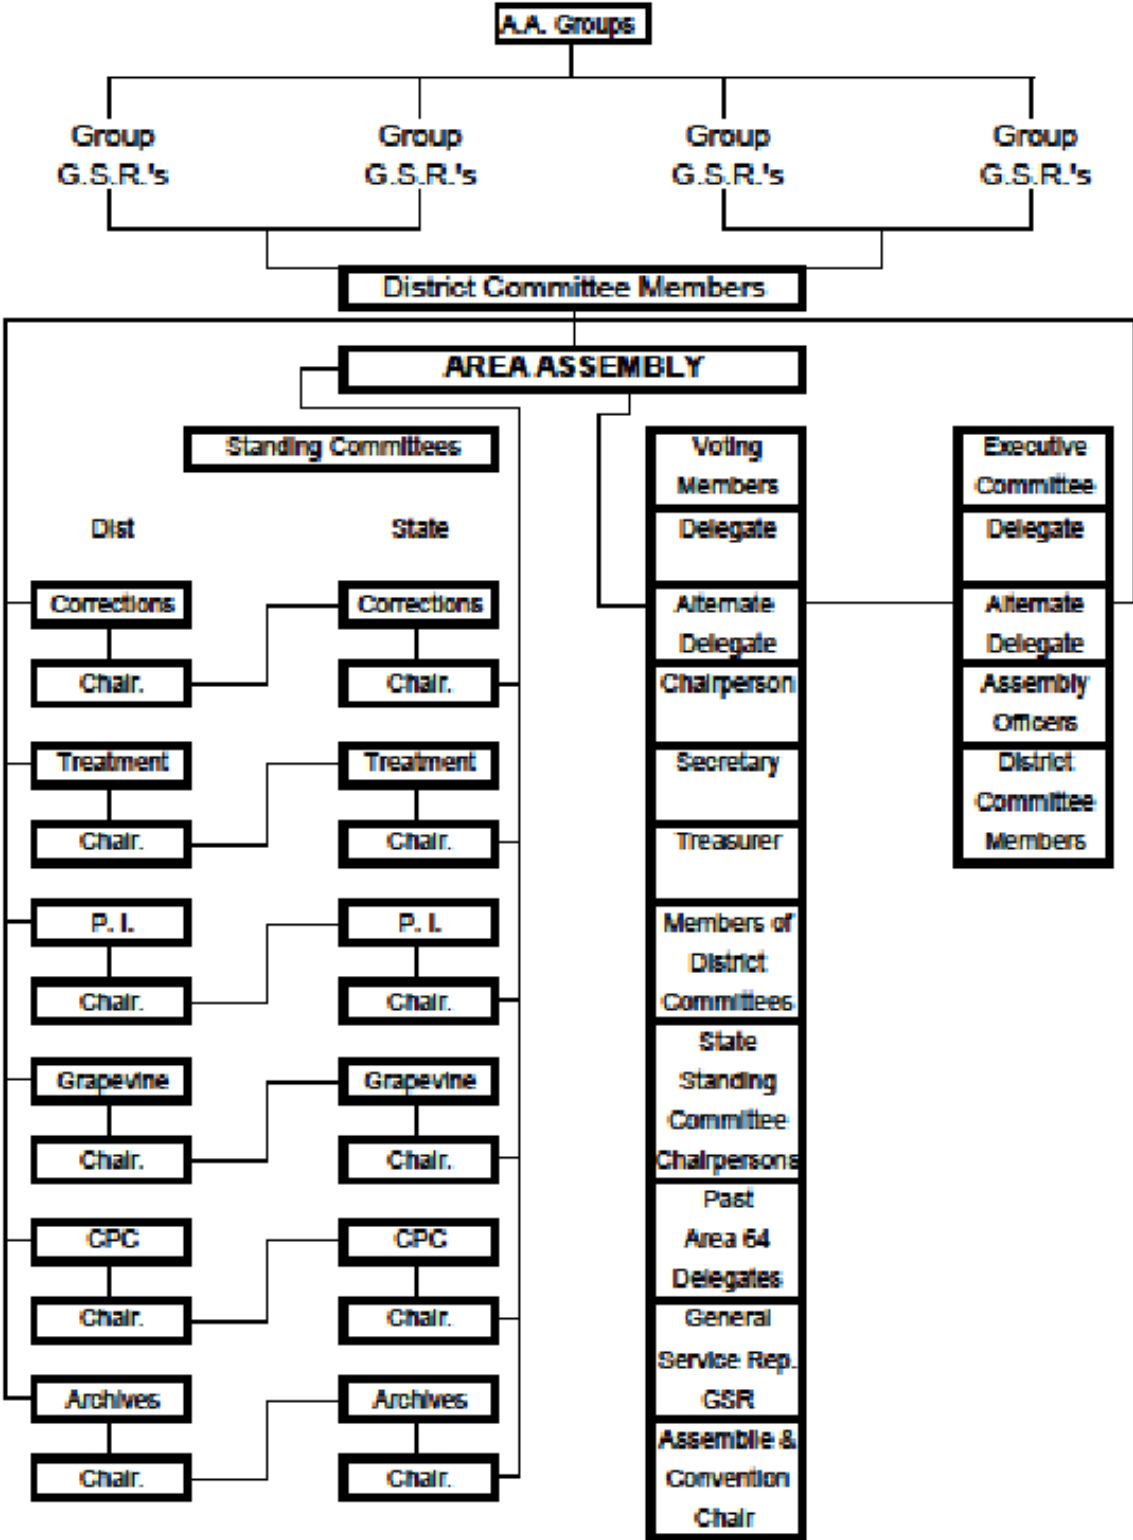 A.A. Groups
Group
G.S.R.'s
Group
G.S.R.'s
Group
G.S.R.'s
Group
G.S.R.'s
District Committee Members
AREA ASSEMBLY
Standing Committees
Dist
State
Corrections
Corrections
Chair.
Chair.
Treatment
Treatment
Chair.
Chair.
P. I.
P. I.
Chair.
Chair.
Grapevine
Grapevine
Chair.
Chair.
CPC
CPC
Chair.
Chair.
Archives
Archives
Chair.
Chair.
Voting
Members
Delegate
Alternate
Delegate
Chairperson
Secretary
Treasurer
Members of
District
Committees
State
Standing
Committee
Chairpersons
Past
Area 64
Delegates
General
Service Rep.
GSR
Assemblie &
Convention
Chair
Executive
Committee
Delegate
Alternate
Delegate
Assembly
Officers
District
Committee
Members